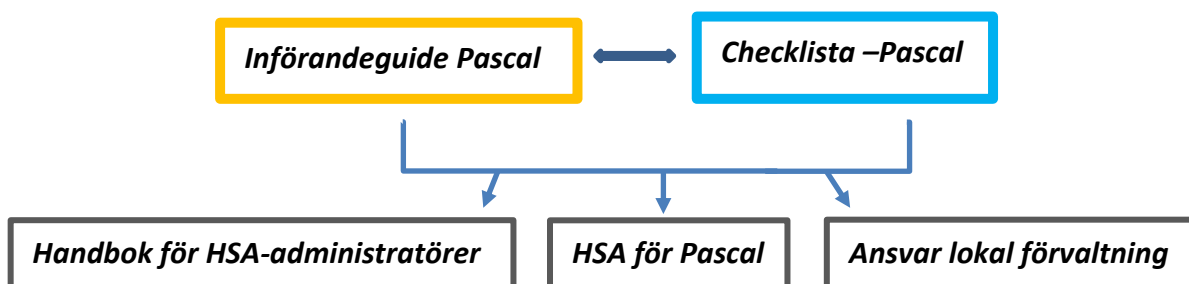 Införandeguide Pascal
Checklista –Pascal
Handbok för HSA-administratörer
HSA för Pascal
Ansvar lokal förvaltning